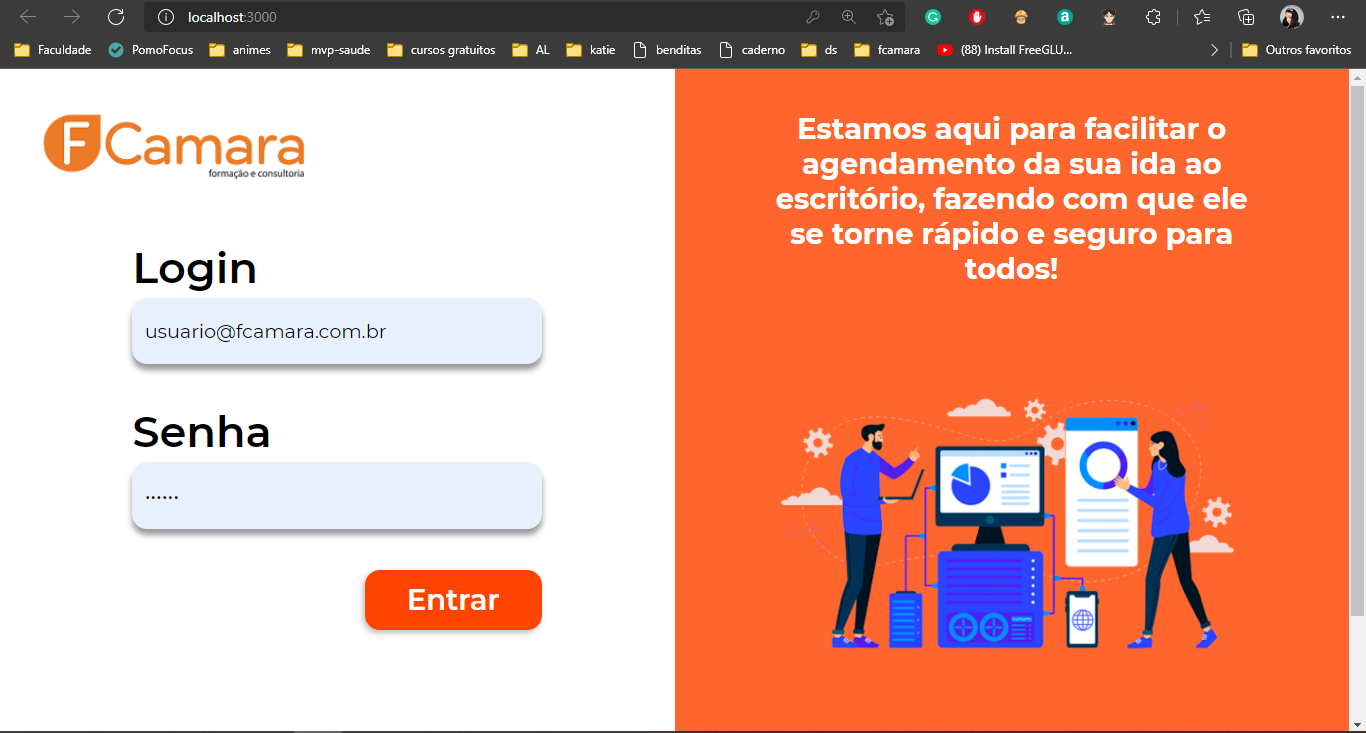 localhost:3000
Faculdade PomoFocus animes mvp-saude cursos gratuitos AL katie benditas caderno ds fcamara (88) Install FreeGLU... Outros favoritos
F Camara
formação e consultoria
Login
usuario@fcamara.com.br
Senha
······
Entrar
Estamos aqui para facilitar o
agendamento da sua ida ao
escritório, fazendo com que ele
se torne rápido e seguro para
todos!